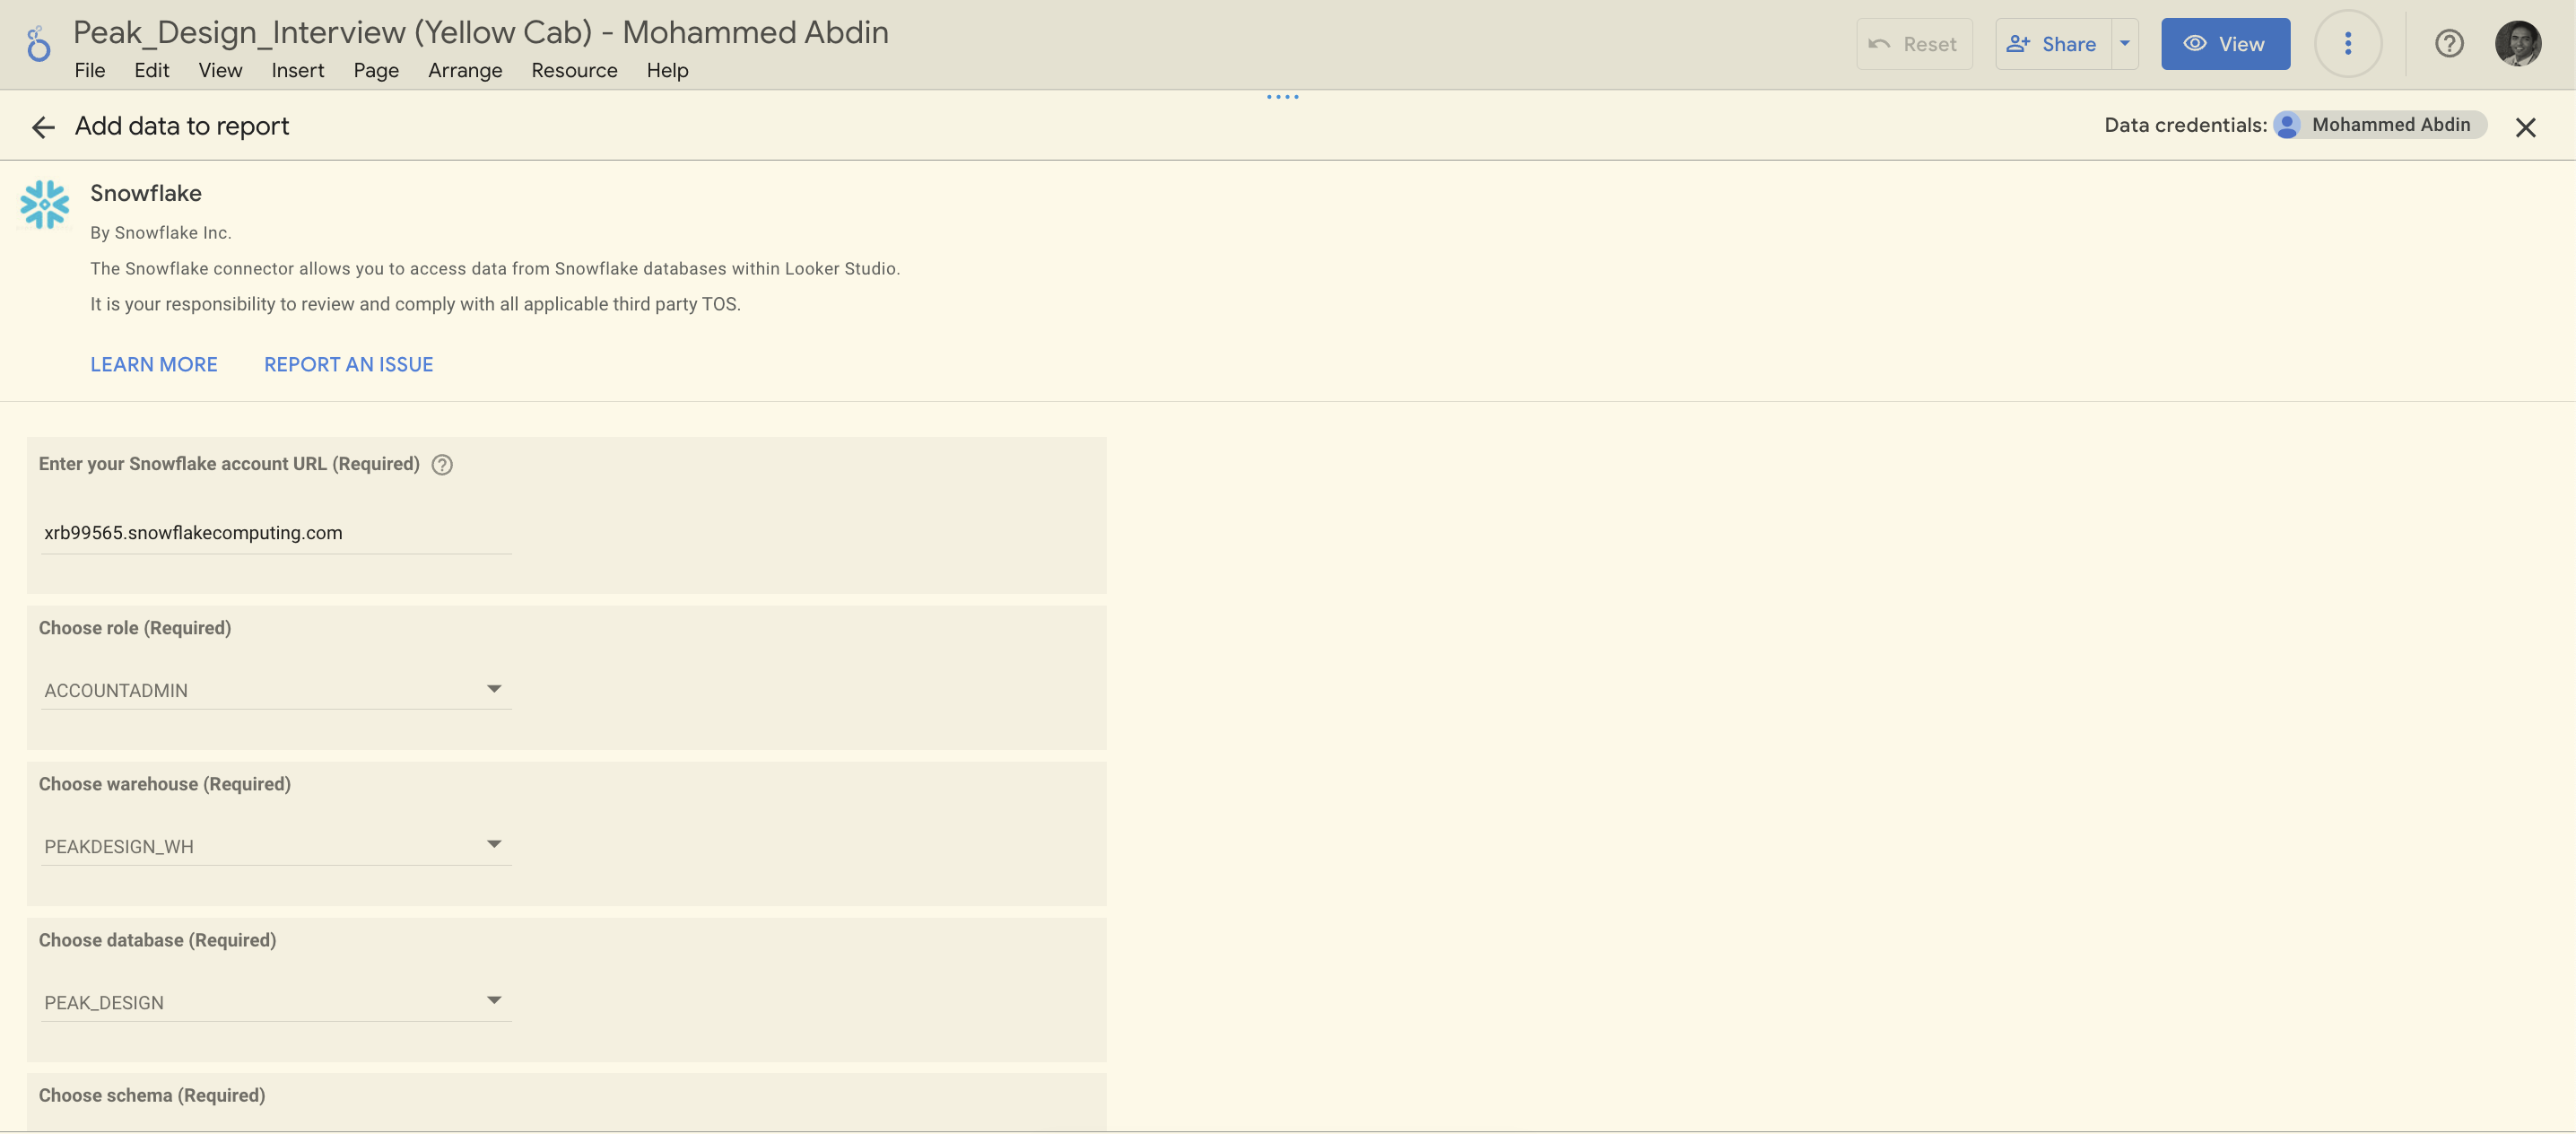 Peak_Design_Interview (Yellow Cab) - Mohammed Abdin
File Edit View Insert Page Arrange Resource Help
Reset
Share
View
Add data to report
Data credentials: Mohammed Abdin
Snowflake
By Snowflake Inc.
The Snowflake connector allows you to access data from Snowflake databases within Looker Studio.
It is your responsibility to review and comply with all applicable third party TOS.
LEARN MORE REPORT AN ISSUE
Enter your Snowflake account URL (Required)
xrb99565.snowflakecomputing.com
Choose role (Required)
ACCOUNTADMIN
Choose warehouse (Required)
PEAKDESIGN_WH
Choose database (Required)
PEAK_DESIGN
Choose schema (Required)